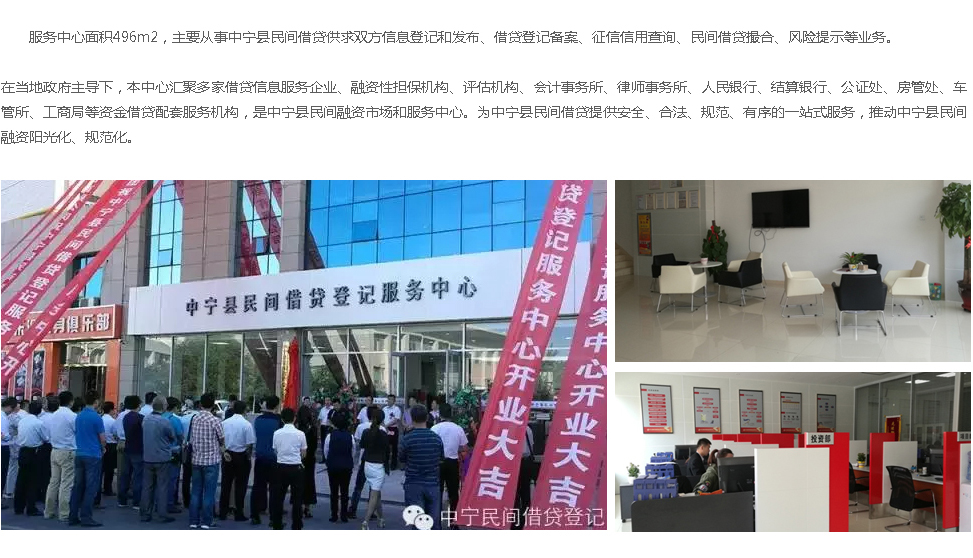 服务中心面积496m2，主要从事中宁县民间借贷供求双方信息登记和发布、借贷登记备案、征信信用查询、民间借贷撮合、风险提示等业务。
在当地政府主导下，本中心汇聚多家借贷信息服务企业、融资性担保机构、评估机构、会计事务所、律师事务所、人民银行、结算银行、公证处、房管处、车
管所、工商局等资金借贷配套服务机构，是中宁县民间融资市场和服务中心。为中宁县民间借贷提供安全、合法、规范、有序的一站式服务，推动中宁县民间
融资阳光化、规范化。
中宁县民间借贷登记服务中心
贷登记服务中心开业大吉
服务中心开业大吉
俱乐部
中宁民间借贷登记
投资部